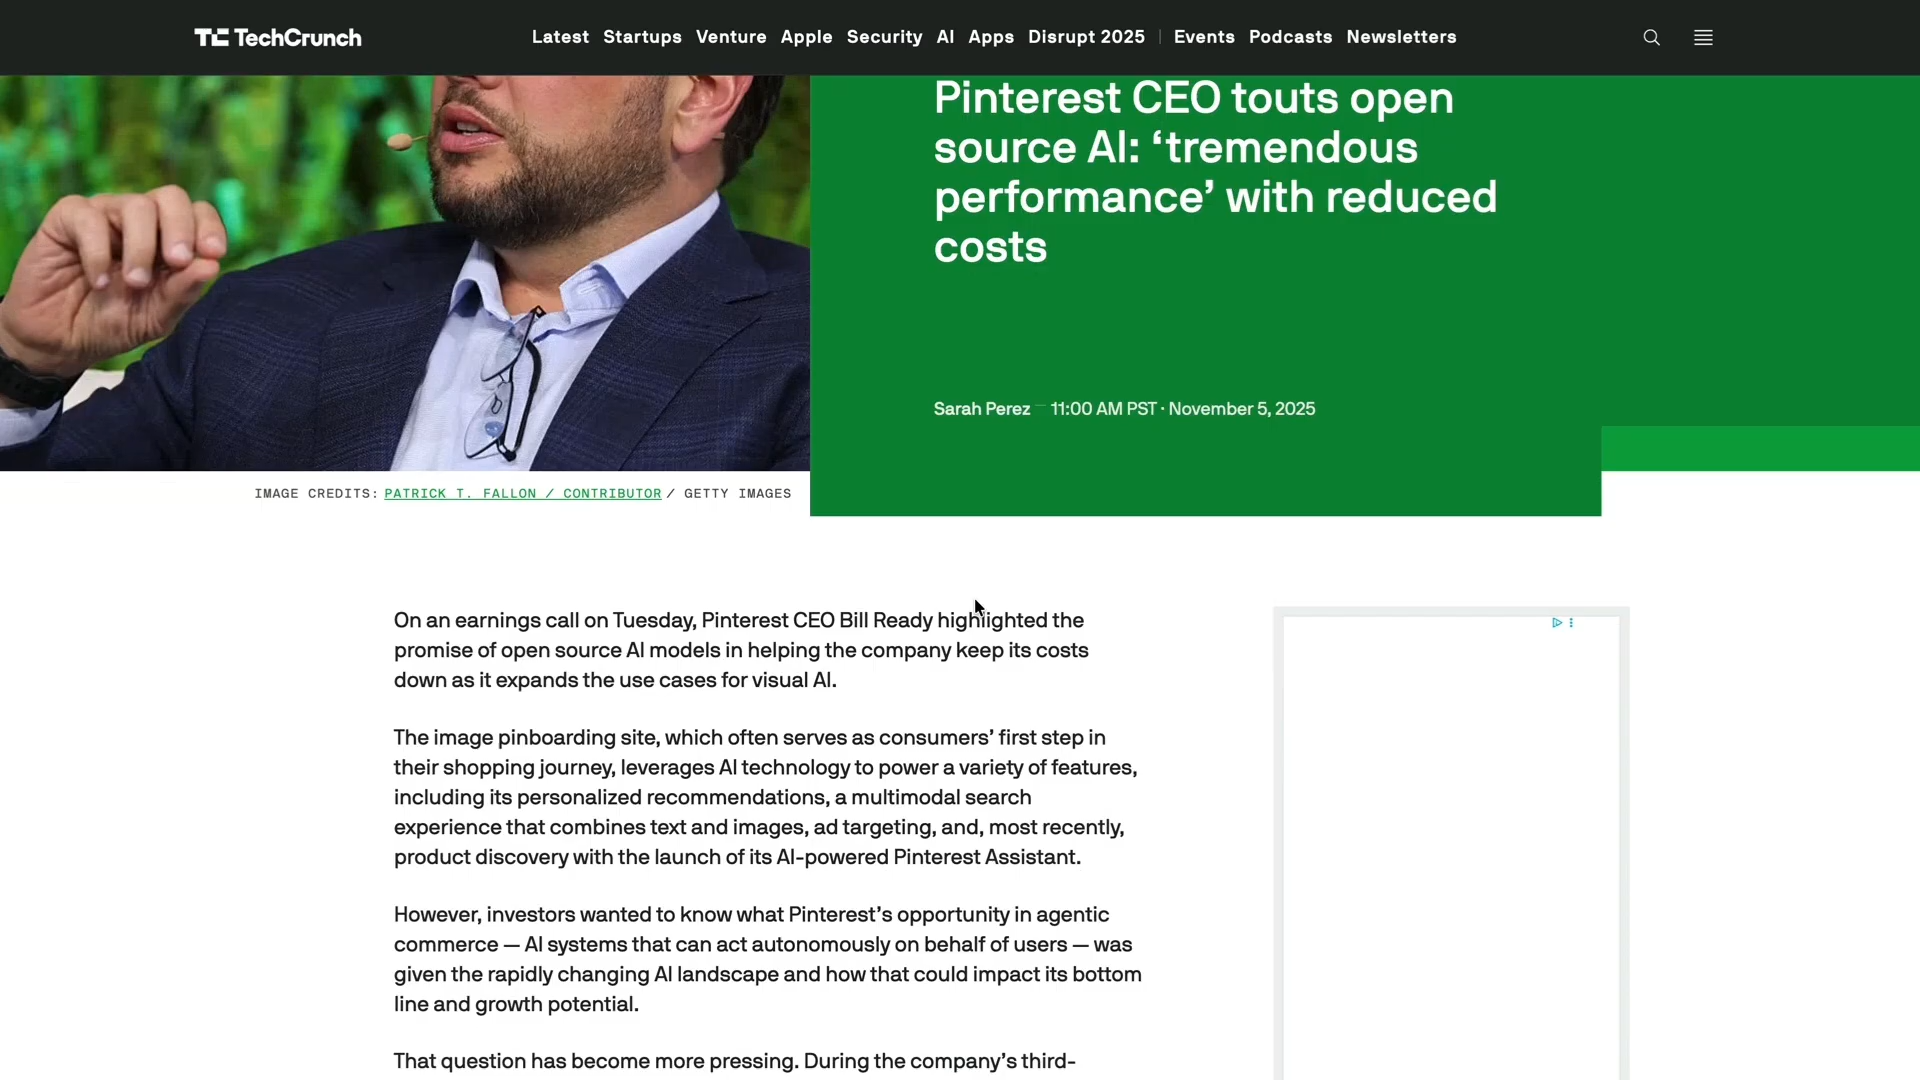 TechCrunch
Latest Startups Venture Apple Security AI Apps Disrupt 2025 | Events Podcasts Newsletters
Pinterest CEO touts open
source AI: ‘tremendous
performance’ with reduced
costs
Sarah Perez — 11:00 AM PST · November 5, 2025
IMAGE CREDITS: PATRICK T. FALLON / CONTRIBUTOR / GETTY IMAGES
On an earnings call on Tuesday, Pinterest CEO Bill Ready highlighted the
promise of open source AI models in helping the company keep its costs
down as it expands the use cases for visual AI.
The image pinboarding site, which often serves as consumers’ first step in
their shopping journey, leverages AI technology to power a variety of features,
including its personalized recommendations, a multimodal search
experience that combines text and images, ad targeting, and, most recently,
product discovery with the launch of its AI-powered Pinterest Assistant.
However, investors wanted to know what Pinterest’s opportunity in agentic
commerce — AI systems that can act autonomously on behalf of users — was
given the rapidly changing AI landscape and how that could impact its bottom
line and growth potential.
That question has become more pressing. During the company’s third-